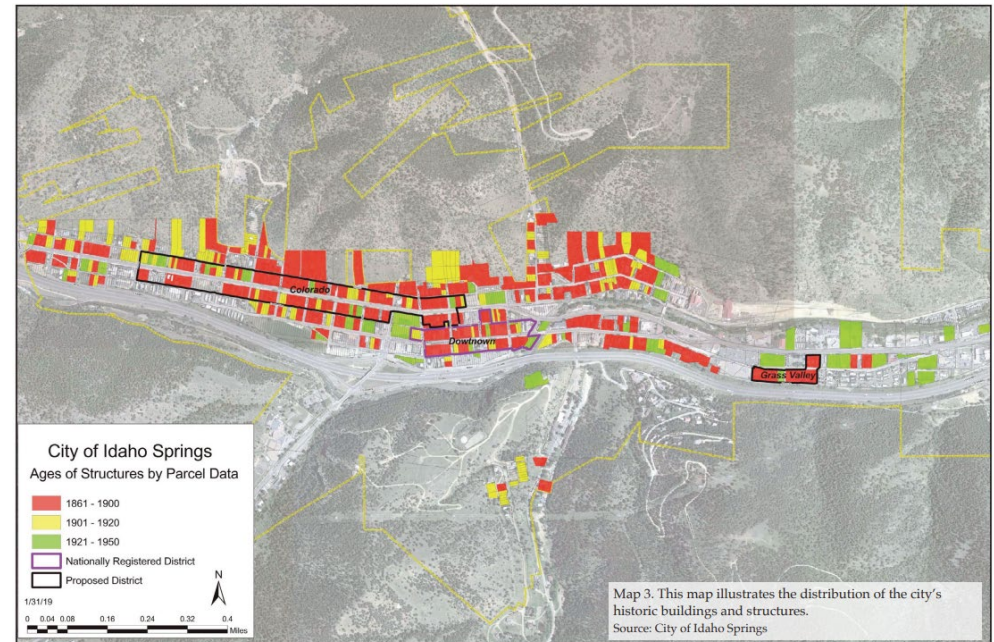 Colorado
Dowtnown
Grass Valley
City of Idaho Springs
Ages of Structures by Parcel Data
1861 - 1900
1901 - 1920
1921 - 1950
Nationally Registered District
Proposed District
N
1/31/19
0 0.04 0.08 0.16 0.24 0.32 0.4
Miles
Map 3. This map illustrates the distribution of the city's
historic buildings and structures.
Source: City of Idaho Springs